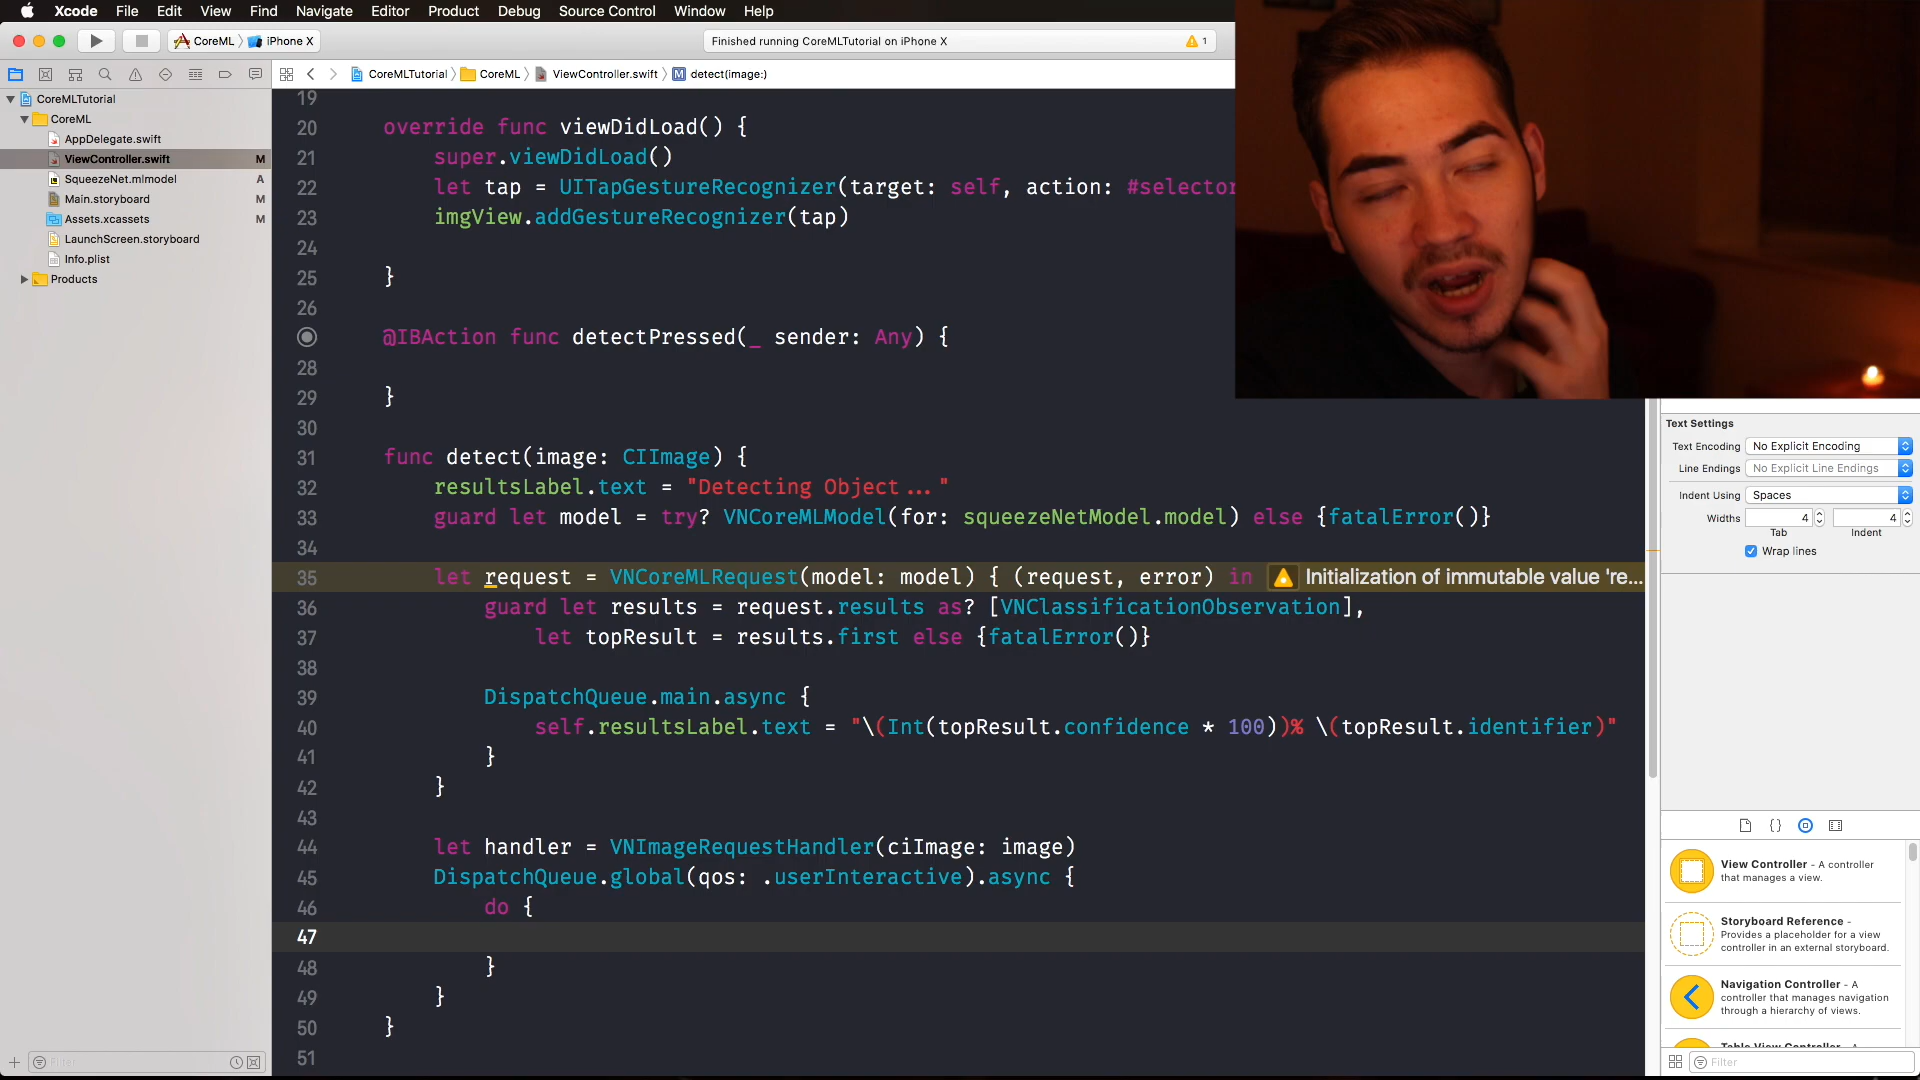 Xcode File Edit View Find Navigate Editor Product Debug Source Control Window Help
CoreML iPhone X
Finished running CoreMLTutorial on iPhone X
1
CoreMLTutorial CoreML ViewController.swift detect(image:)
CoreMLTutorial
CoreML
AppDelegate.swift
ViewController.swift M
SqueezeNet.mlmodel A
Main.storyboard M
Assets.xcassets M
LaunchScreen.storyboard
Info.plist
Products
Filter
19
20 override func viewDidLoad() {
21 super.viewDidLoad()
22 let tap = UITapGestureRecognizer(target: self, action: #selector
23 imgView.addGestureRecognizer(tap)
24
25 }
26
@IBAction func detectPressed(_ sender: Any) {
28
29 }
30
31 func detect(image: CIImage) {
32 resultsLabel.text = "Detecting Object..."
33 guard let model = try? VNCoreMLModel(for: squeezeNetModel.model) else {fatalError()}
34
35 let request = VNCoreMLRequest(model: model) { (request, error) in Initialization of immutable value 're...
36 guard let results = request.results as? [VNClassificationObservation],
37 let topResult = results.first else {fatalError()}
38
39 DispatchQueue.main.async {
40 self.resultsLabel.text = "\(Int(topResult.confidence * 100))% \(topResult.identifier)"
41 }
42 }
43
44 let handler = VNImageRequestHandler(ciImage: image)
45 DispatchQueue.global(qos: .userInteractive).async {
46 do {
47
48 }
49 }
50 }
51
Text Settings
Text Encoding No Explicit Encoding
Line Endings No Explicit Line Endings
Indent Using Spaces
Widths 4 4
Tab Indent
Wrap lines
View Controller - A controller
that manages a view.
Storyboard Reference -
Provides a placeholder for a view
controller in an external storyboard.
Navigation Controller - A
controller that manages navigation
through a hierarchy of views.
Table View Controller - A
Filter